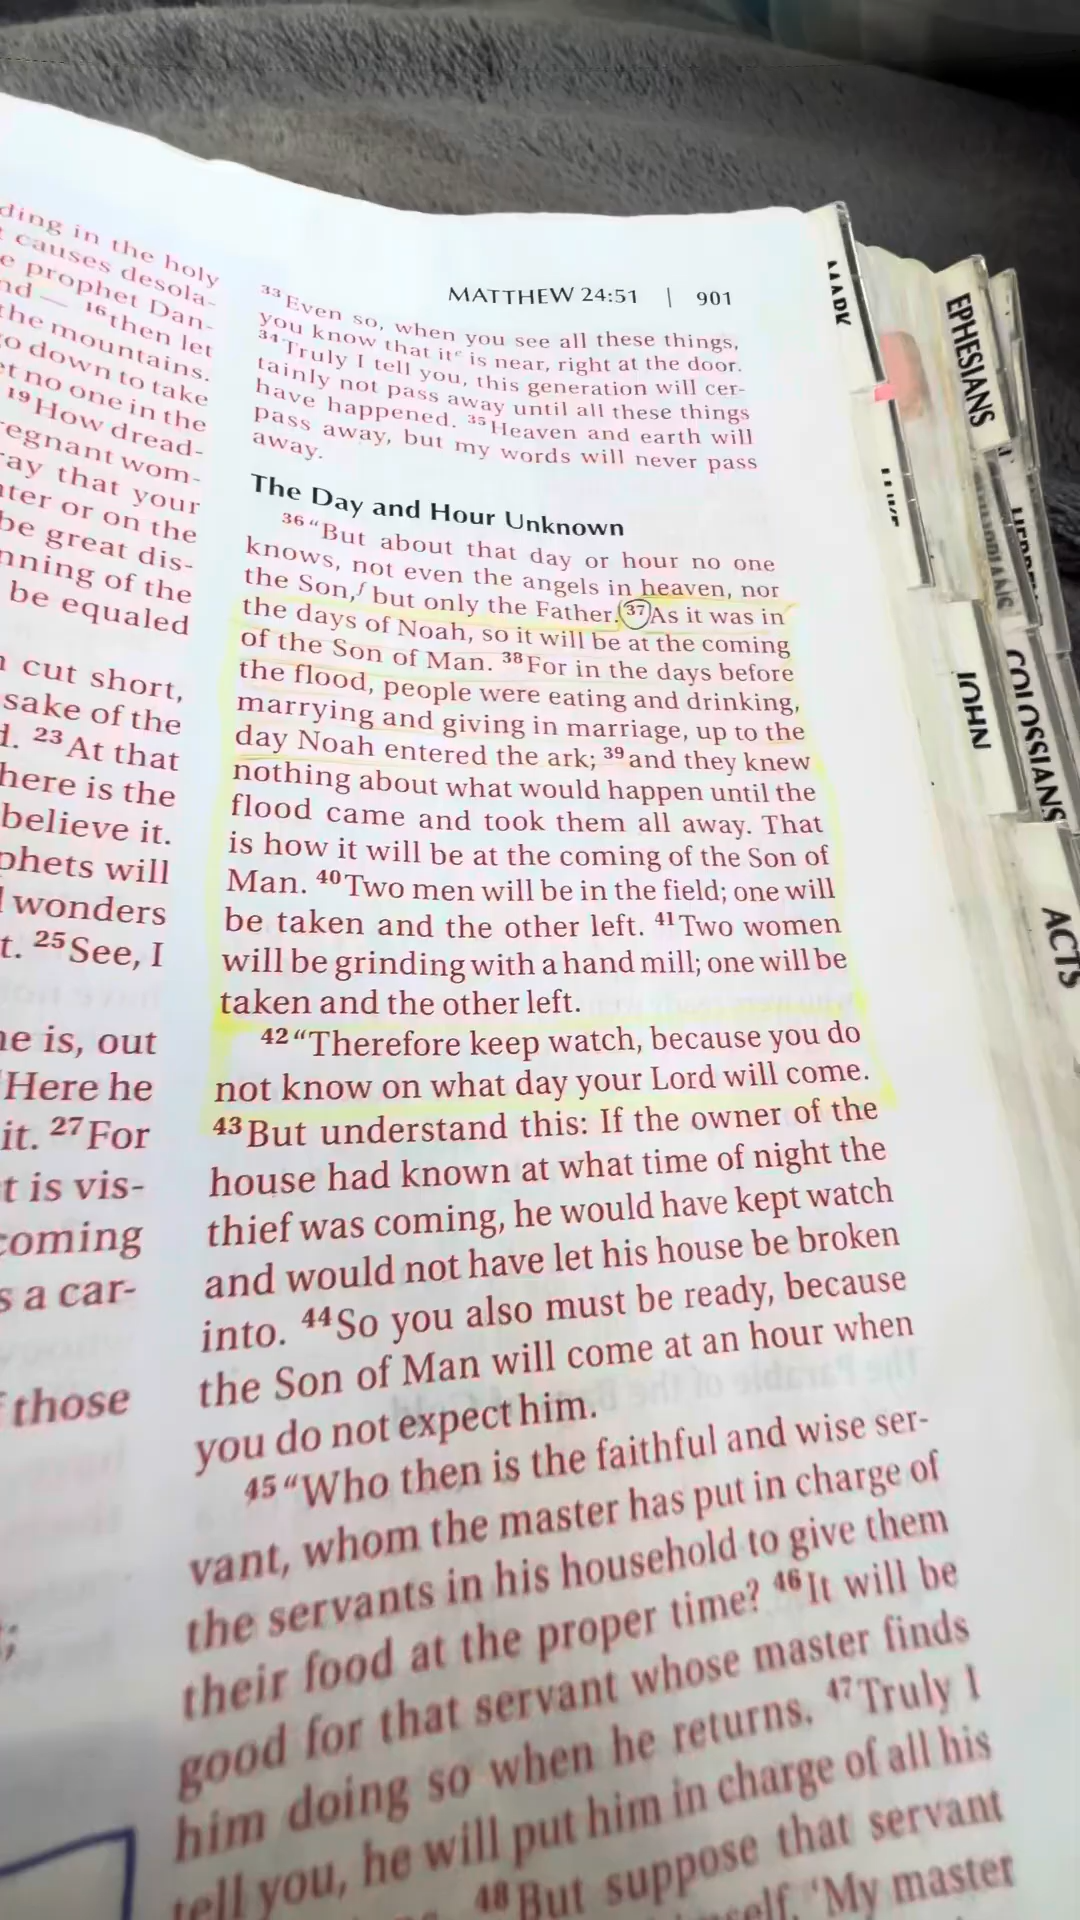 MATTHEW 24:51 | 901
ding in the holy
causes desola-
e prophet Dan-
nd — 16 then let
the mountains.
o down to take
et no one in the
19 How dread-
egnant wom-
ray that your
ter or on the
be great dis-
nning of the
be equaled
cut short,
sake of the
d. 23 At that
here is the
believe it.
phets will
wonders
t. 25 See, I
ne is, out
'Here he
it. 27 For
t is vis-
coming
s a car-
those
;
33 Even so, when you see all these things,
you know that it e is near, right at the door.
34 Truly I tell you, this generation will cer-
tainly not pass away until all these things
have happened. 35 Heaven and earth will
pass away, but my words will never pass
away.
The Day and Hour Unknown
36 “But about that day or hour no one
knows, not even the angels in heaven, nor
the Son, f but only the Father. 37 As it was in
the days of Noah, so it will be at the coming
of the Son of Man. 38 For in the days before
the flood, people were eating and drinking,
marrying and giving in marriage, up to the
day Noah entered the ark; 39 and they knew
nothing about what would happen until the
flood came and took them all away. That
is how it will be at the coming of the Son of
Man. 40 Two men will be in the field; one will
be taken and the other left. 41 Two women
will be grinding with a hand mill; one will be
taken and the other left.
42 “Therefore keep watch, because you do
not know on what day your Lord will come.
43 But understand this: If the owner of the
house had known at what time of night the
thief was coming, he would have kept watch
and would not have let his house be broken
into. 44 So you also must be ready, because
the Son of Man will come at an hour when
you do not expect him.
45 “Who then is the faithful and wise ser-
vant, whom the master has put in charge of
the servants in his household to give them
their food at the proper time? 46 It will be
good for that servant whose master finds
him doing so when he returns. 47 Truly I
tell you, he will put him in charge of all his
48 But suppose that servant
'My master
MARK
LUKE
JOHN
ACTS
EPHESIANS
COLOSSIANS